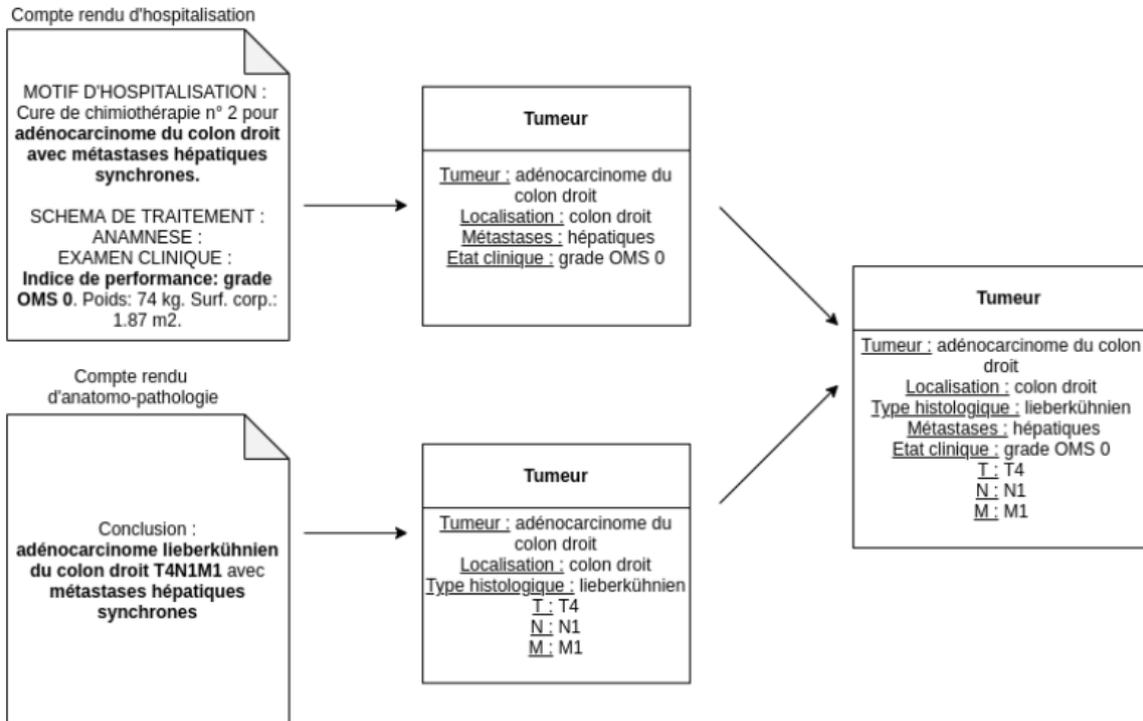 Compte rendu d'hospitalisation
MOTIF D'HOSPITALISATION :
Cure de chimiothérapie n° 2 pour
adénocarcinome du colon droit
avec métastases hépatiques
synchrones.
SCHEMA DE TRAITEMENT :
ANAMNESE :
EXAMEN CLINIQUE :
Indice de performance: grade
OMS 0. Poids: 74 kg. Surf. corp.:
1.87 m2.
Tumeur
Tumeur : adénocarcinome du
colon droit
Localisation : colon droit
Métastases : hépatiques
Etat clinique : grade OMS 0
Compte rendu
d'anatomo-pathologie
Conclusion :
adénocarcinome lieberkühnien
du colon droit T4N1M1 avec
métastases hépatiques
synchrones
Tumeur
Tumeur : adénocarcinome du
colon droit
Localisation : colon droit
Type histologique : lieberkühnien
T : T4
N : N1
M : M1
Tumeur
Tumeur : adénocarcinome du colon
droit
Localisation : colon droit
Type histologique : lieberkühnien
Métastases : hépatiques
Etat clinique : grade OMS 0
T : T4
N : N1
M : M1